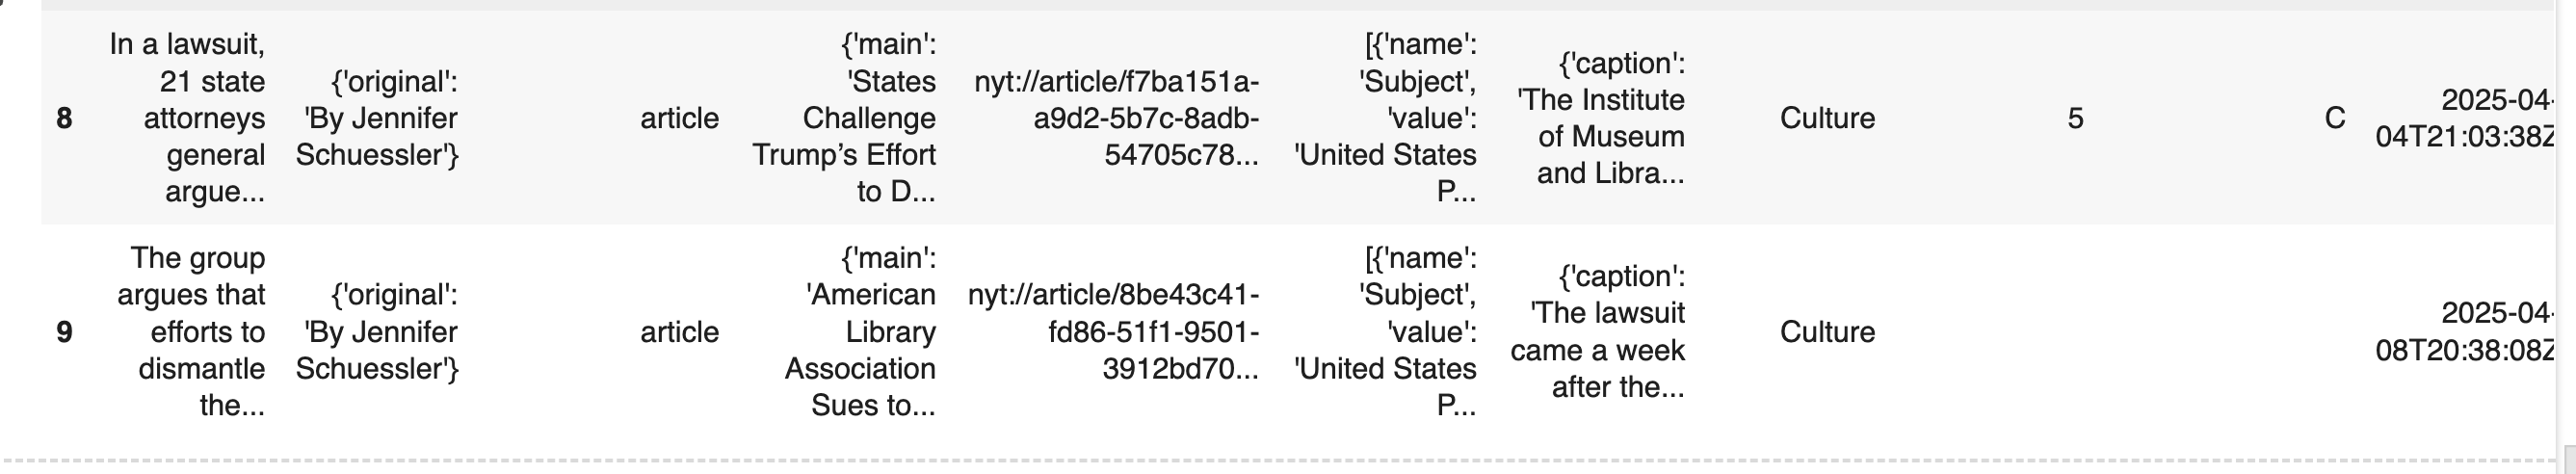 8
In a lawsuit,
21 state
attorneys
general
argue...
{'original':
'By Jennifer
Schuessler'}
article
{'main':
'States
Challenge
Trump’s Effort
to D...
nyt://article/f7ba151a-
a9d2-5b7c-8adb-
54705c78...
[{'name':
'Subject',
'value':
'United States
P...
{'caption':
'The Institute
of Museum
and Libra...
Culture
5
C
2025-04-
04T21:03:38Z
9
The group
argues that
efforts to
dismantle
the...
{'original':
'By Jennifer
Schuessler'}
article
{'main':
'American
Library
Association
Sues to...
nyt://article/8be43c41-
fd86-51f1-9501-
3912bd70...
[{'name':
'Subject',
'value':
'United States
P...
{'caption':
'The lawsuit
came a week
after the...
Culture
2025-04-
08T20:38:08Z